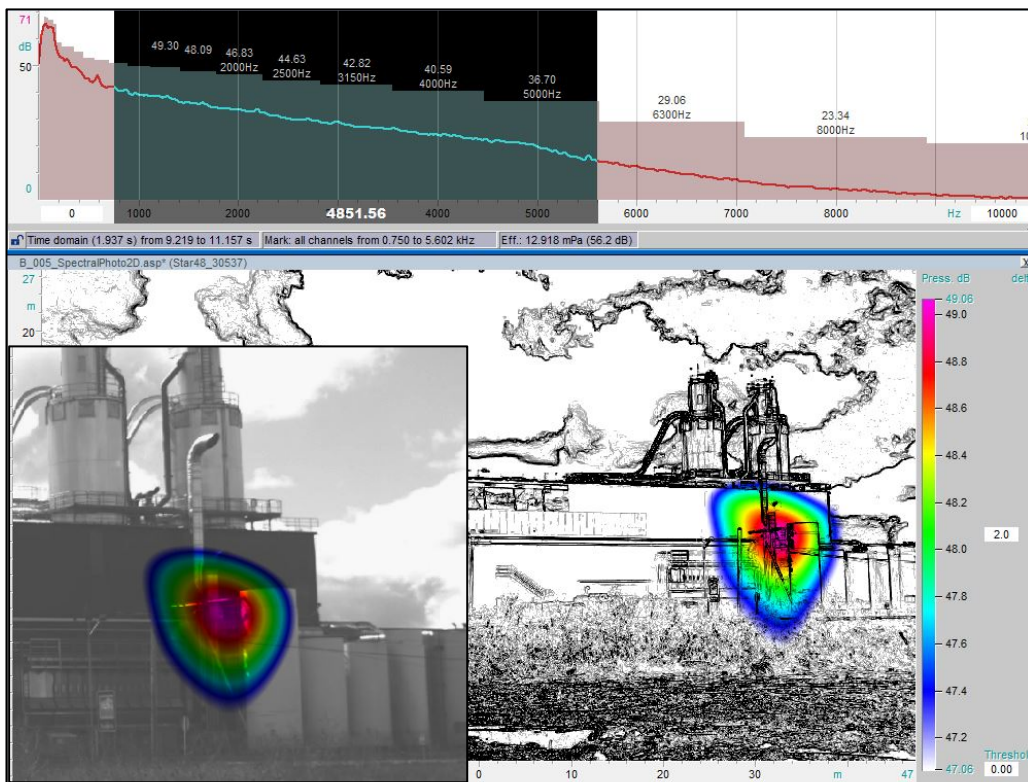 71
dB
50
0
49.30
48.09
46.83
2000Hz
44.63
2500Hz
42.82
3150Hz
40.59
4000Hz
36.70
5000Hz
29.06
6300Hz
23.34
8000Hz
10
0 1000 2000 4851.56 4000 5000 6000 7000 8000 Hz 10000
Time domain (1.937 s) from 9.219 to 11.157 s Mark: all channels from 0.750 to 5.602 kHz Eff.: 12.918 mPa (56.2 dB)
B_005_SpectralPhoto2D.asp* (Star48_30537) X
27
m
20
Press. dB delt
49.06
49.0
48.8
48.6
48.4
48.2
48.0
47.8
47.6
47.4
47.2
47.06
2.0
Threshold
0.00
0 10 20 30 m 47